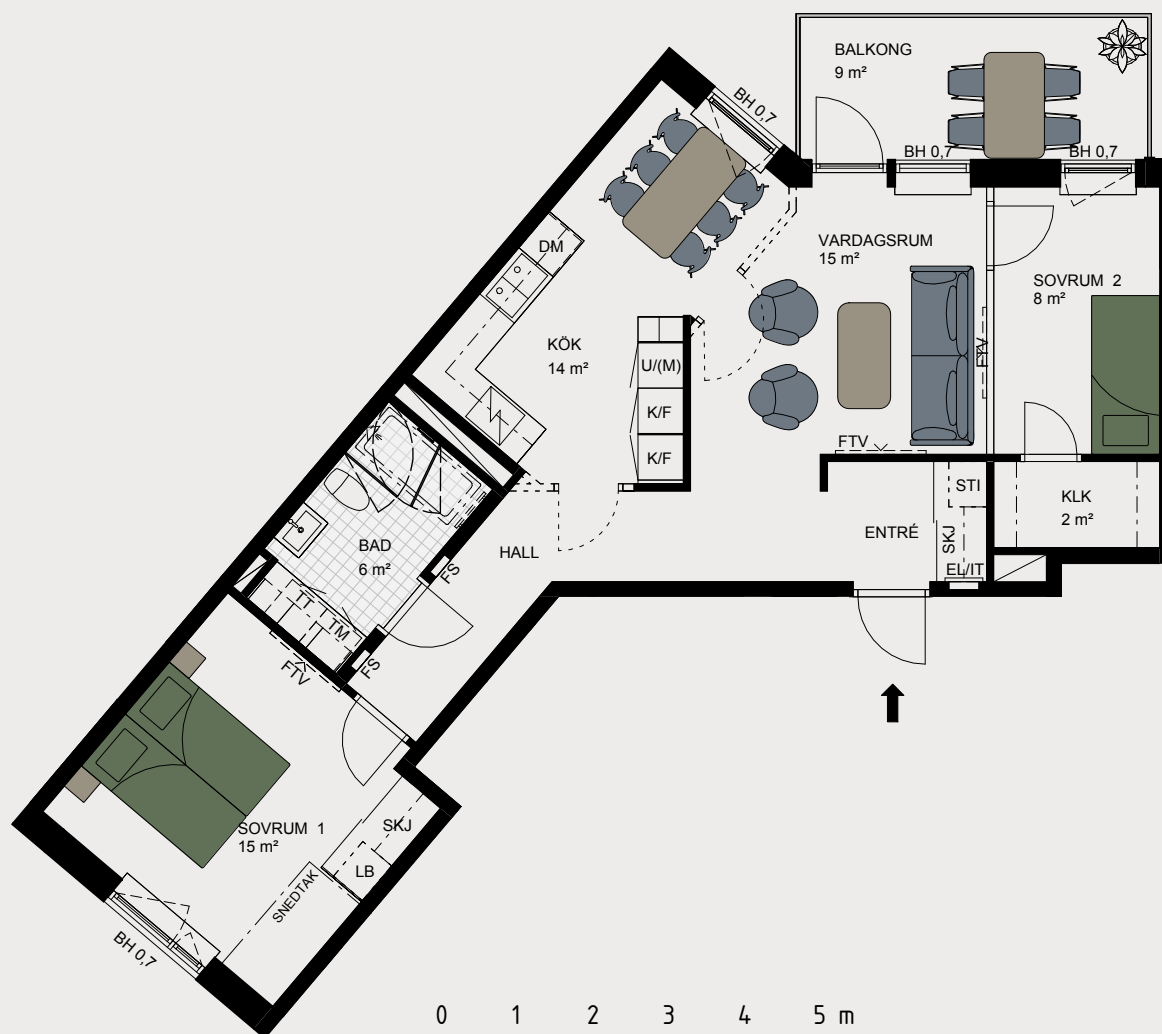 BALKONG
9 m²
BH 0,7
BH 0,7
BH 0,7
DM
VARDAGSRUM
15 m²
SOVRUM 2
8 m²
KÖK
14 m²
U/(M)
K/F
K/F
FTV
FTV
STI
KLK
2 m²
ENTRÉ
SKJ
EL/IT
HALL
BAD
6 m²
FS
TT
TM
FS
FTV
SOVRUM 1
15 m²
SKJ
LB
SNEDTAK
BH 0,7
0 1 2 3 4 5 m